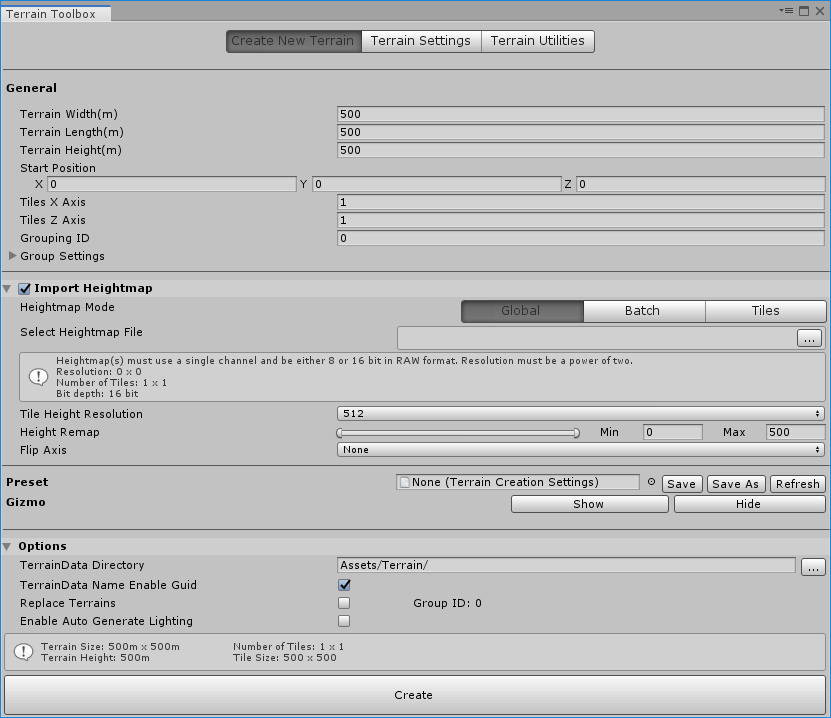 Terrain Toolbox
Create New Terrain Terrain Settings Terrain Utilities
General
Terrain Width(m) 500
Terrain Length(m) 500
Terrain Height(m) 500
Start Position
X 0 Y 0 Z 0
Tiles X Axis 1
Tiles Z Axis 1
Grouping ID 0
Group Settings
Import Heightmap
Heightmap Mode Global Batch Tiles
Select Heightmap File ...
Heightmap(s) must use a single channel and be either 8 or 16 bit in RAW format. Resolution must be a power of two.
Resolution: 0 x 0
Number of Tiles: 1 x 1
Bit depth: 16 bit
Tile Height Resolution 512
Height Remap Min 0 Max 500
Flip Axis None
Preset None (Terrain Creation Settings) Save Save As Refresh
Gizmo Show Hide
Options
TerrainData Directory Assets/Terrain/ ...
TerrainData Name Enable Guid
Replace Terrains Group ID: 0
Enable Auto Generate Lighting
Terrain Size: 500m x 500m Number of Tiles: 1 x 1
Terrain Height: 500m Tile Size: 500 x 500
Create